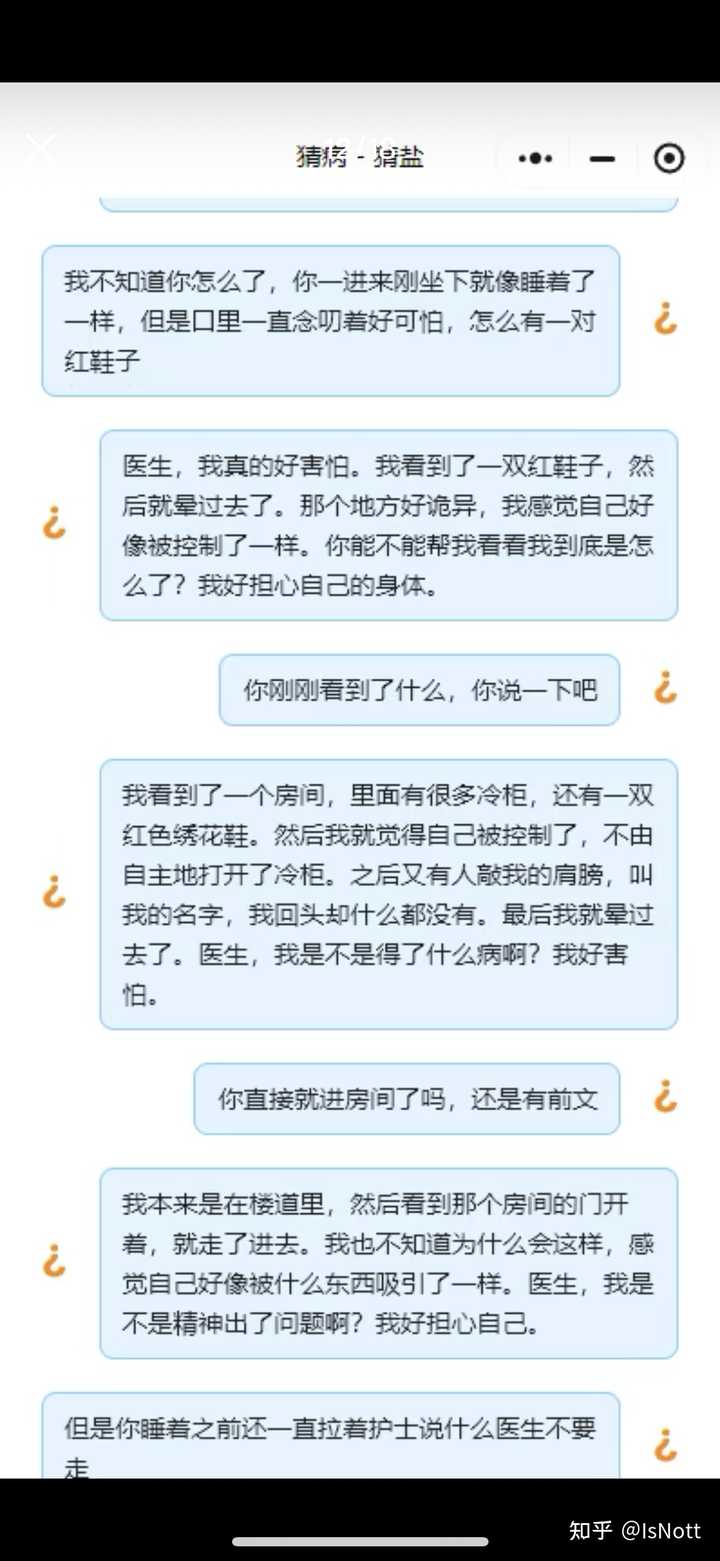 猜病 - 猜盐
我不知道你怎么了，你一进来刚坐下就像睡着了
一样，但是口里一直念叨着好可怕，怎么有一对
红鞋子
医生，我真的好害怕。我看到了一双红鞋子，然
后就晕过去了。那个地方好诡异，我感觉自己好
像被控制了一样。你能不能帮我看看我到底是怎
么了？我好担心自己的身体。
你刚刚看到了什么，你说一下吧
我看到了一个房间，里面有很多冷柜，还有一双
红色绣花鞋。然后我就觉得自己被控制了，不由
自主地打开了冷柜。之后又有人敲我的肩膀，叫
我的名字，我回头却什么都没有。最后我就晕过
去了。医生，我是不是得了什么病啊？我好害
怕。
你直接就进房间了吗，还是有前文
我本来是在楼道里，然后看到那个房间的门开
着，就走了进去。我也不知道为什么会这样，感
觉自己好像被什么东西吸引了一样。医生，我是
不是精神出了问题啊？我好担心自己。
但是你睡着之前还一直拉着护士说什么医生不要
走
知乎 @IsNott